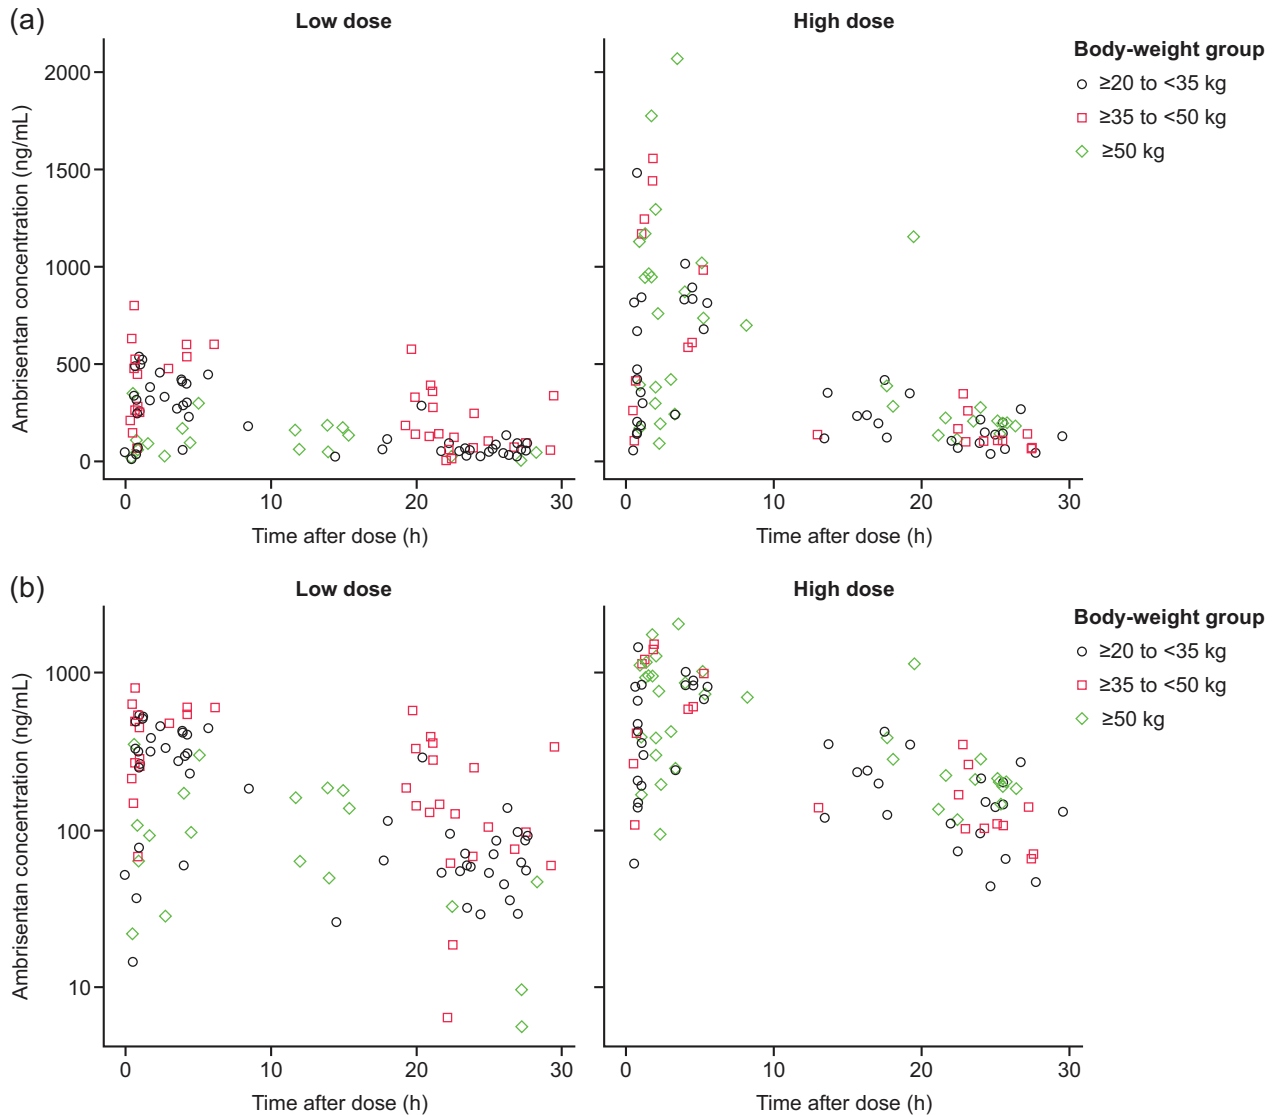 (a)
Low dose
High dose
Body-weight group
≥20 to <35 kg
≥35 to <50 kg
≥50 kg
Ambrisentan concentration (ng/mL)
2000
1500
1000
500
0
0 10 20 30
0 10 20 30
Time after dose (h)
Time after dose (h)
(b)
Low dose
High dose
Body-weight group
≥20 to <35 kg
≥35 to <50 kg
≥50 kg
Ambrisentan concentration (ng/mL)
1000
100
10
0 10 20 30
0 10 20 30
Time after dose (h)
Time after dose (h)